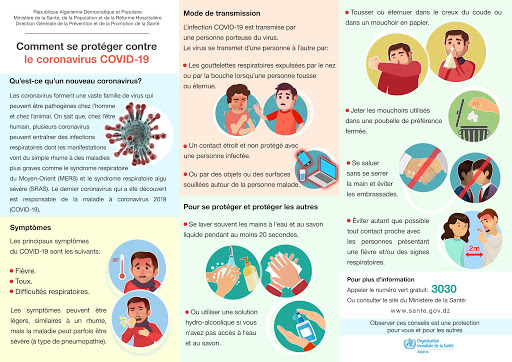 République Algérienne Démocratique et Populaire
Ministère de la Santé, de la Population et de la Réforme Hospitalière
Direction Générale de la Prévention et de la Promotion de la Santé
Comment se protéger contre
le coronavirus COVID-19
Qu'est-ce qu'un nouveau coronavirus?
Les coronavirus forment une vaste famille de virus qui
peuvent être pathogènes chez l'homme
et chez l'animal. On sait que, chez l'être
humain, plusieurs coronavirus
peuvent entraîner des infections
respiratoires dont les manifestations
vont du simple rhume à des maladies
plus graves comme le syndrome respiratoire
du Moyen-Orient (MERS) et le syndrome respiratoire aigu
sévère (SRAS). Le dernier coronavirus qui a été découvert
est responsable de la maladie à coronavirus 2019
(COVID-19).
Symptômes
Les principaux symptômes
du COVID-19 sont les suivants:
• Fièvre.
• Toux.
• Difficultés respiratoires.
Les symptômes peuvent être
légers, similaires à un rhume,
mais la maladie peut parfois être
sévère (à type de pneumopathie).
Mode de transmission
L'infection COVID-19 est transmise par
une personne porteuse du virus.
Le virus se transmet d'une personne à l'autre par:
• Les gouttelettes respiratoires expulsées par le nez
ou par la bouche lorsqu'une personne tousse
ou éternue.
• Un contact étroit et non protégé avec
une personne infectée.
• Ou par des objets ou des surfaces
souillées autour de la personne malade.
Pour se protéger et protéger les autres
• Se laver souvent les mains à l'eau et au savon
liquide pendant au moins 20 secondes.
• Ou utiliser une solution
hydro-alcoolique si vous
n'avez pas accès à l'eau
et au savon.
• Tousser ou éternuer dans le creux du coude ou
dans un mouchoir en papier.
• Jeter les mouchoirs utilisés
dans une poubelle de préférence
fermée.
• Se saluer
sans se serrer
la main et éviter
les embrassades.
• Éviter autant que possible
tout contact proche avec
les personnes présentant
une fièvre et/ou des signes
respiratoires.
2m
Pour plus d'information
Appeler le numéro vert gratuit: 3030
Ou consulter le site du Ministère de la Santé:
www.sante.gov.dz
Observer ces conseils est une protection
pour vous et pour les autres
Organisation
mondiale de la Santé
Algérie